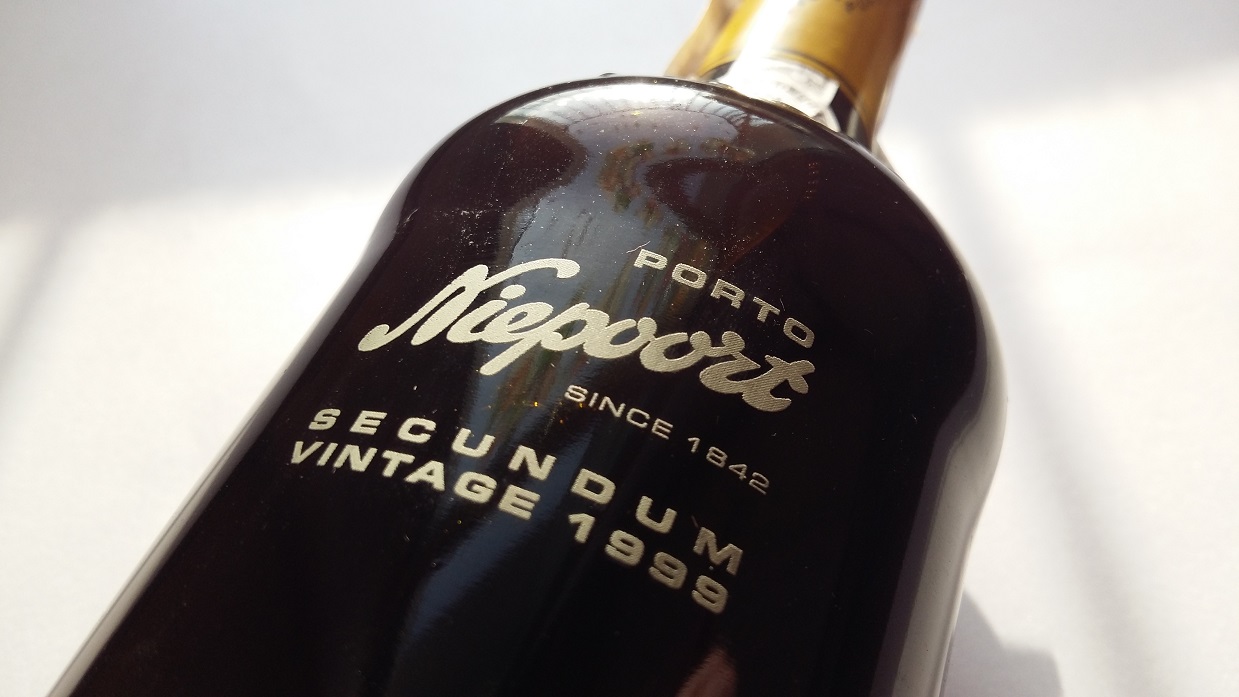 PORTO
Niepoort
SINCE 1842
SECUNDUM
VINTAGE 1999